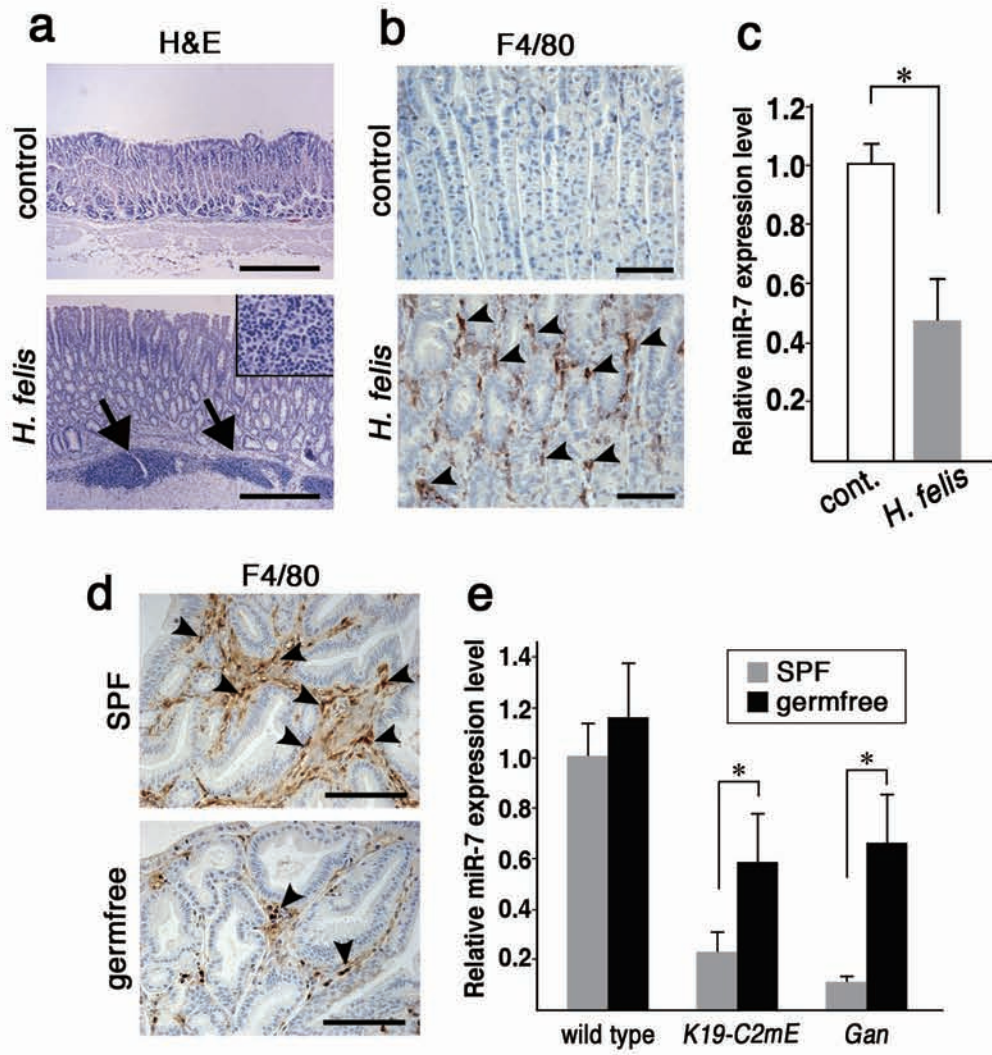 a
H&E
control
H. felis
b
F4/80
control
H. felis
c
Relative miR-7 expression level
1.2
1.0
0.8
0.6
0.4
0.2
*
cont.
H. felis
d
F4/80
SPF
germfree
e
Relative miR-7 expression level
1.4
1.2
1.0
0.8
0.6
0.4
0.2
SPF
germfree
*
*
wild type
K19-C2mE
Gan